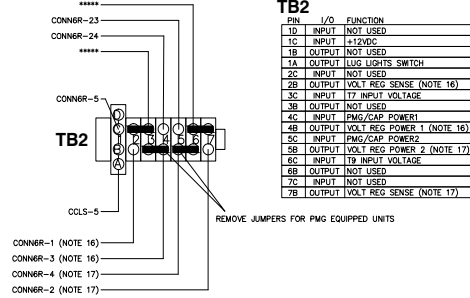 *****
CONN6R-23
CONN6R-24
*****
CONN6R-5
TB2
D
C
B
A
2
3
4
5
6
7
CCLS-5
REMOVE JUMPERS FOR PMG EQUIPPED UNITS
CONN6R-1 (NOTE 16)
CONN6R-3 (NOTE 16)
CONN6R-4 (NOTE 17)
CONN6R-2 (NOTE 17)
TB2
PIN I/O FUNCTION
1D INPUT NOT USED
1C INPUT +12VDC
1B OUTPUT NOT USED
1A OUTPUT LUG LIGHTS SWITCH
2C INPUT NOT USED
2B OUTPUT VOLT REG SENSE (NOTE 16)
3C INPUT T7 INPUT VOLTAGE
3B OUTPUT NOT USED
4C INPUT PMG/CAP POWER1
4B OUTPUT VOLT REG POWER 1 (NOTE 16)
5C INPUT PMG/CAP POWER2
5B OUTPUT VOLT REG POWER 2 (NOTE 17)
6C INPUT T9 INPUT VOLTAGE
6B OUTPUT NOT USED
7C INPUT NOT USED
7B OUTPUT VOLT REG SENSE (NOTE 17)